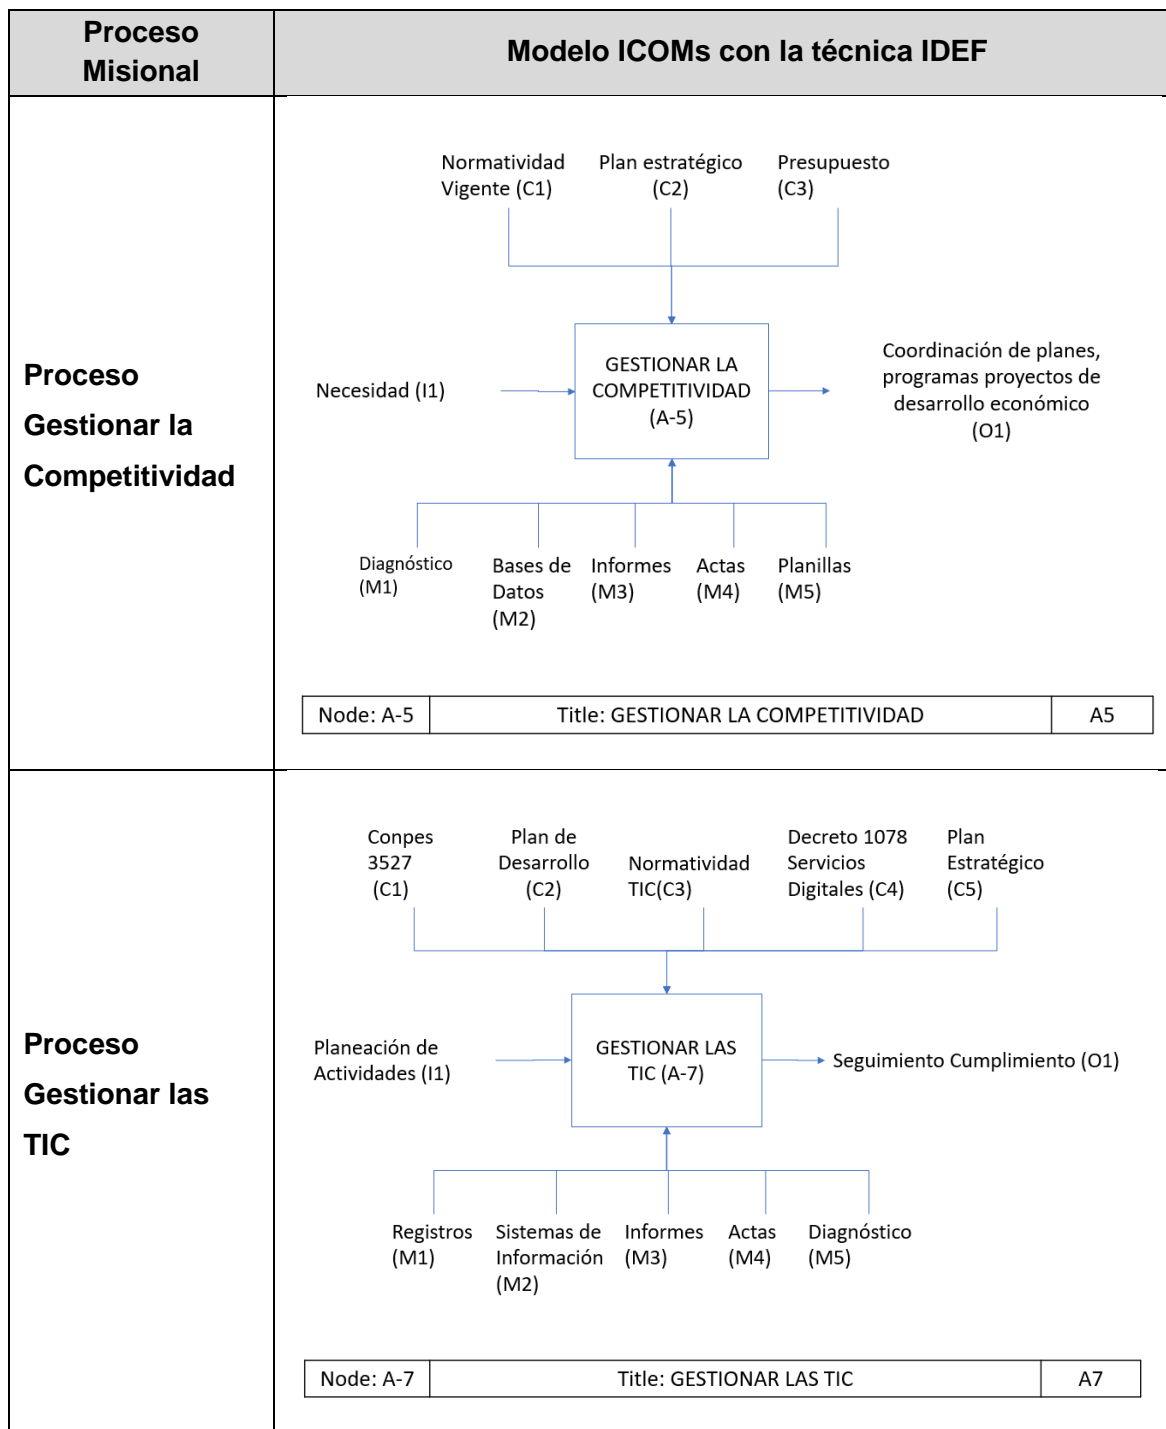 Proceso
Misional
Modelo ICOMs con la técnica IDEF
Proceso
Gestionar la
Competitividad
Normatividad
Vigente (C1)
Plan estratégico
(C2)
Presupuesto
(C3)
Necesidad (I1)
GESTIONAR LA
COMPETITIVIDAD
(A-5)
Coordinación de planes,
programas proyectos de
desarrollo económico
(O1)
Diagnóstico
(M1)
Bases de
Datos
(M2)
Informes
(M3)
Actas
(M4)
Planillas
(M5)
Node: A-5
Title: GESTIONAR LA COMPETITIVIDAD
A5
Proceso
Gestionar las
TIC
Conpes
3527
(C1)
Plan de
Desarrollo
(C2)
Normatividad
TIC(C3)
Decreto 1078
Servicios
Digitales (C4)
Plan
Estratégico
(C5)
Planeación de
Actividades (I1)
GESTIONAR LAS
TIC (A-7)
Seguimiento Cumplimiento (O1)
Registros
(M1)
Sistemas de
Información
(M2)
Informes
(M3)
Actas
(M4)
Diagnóstico
(M5)
Node: A-7
Title: GESTIONAR LAS TIC
A7